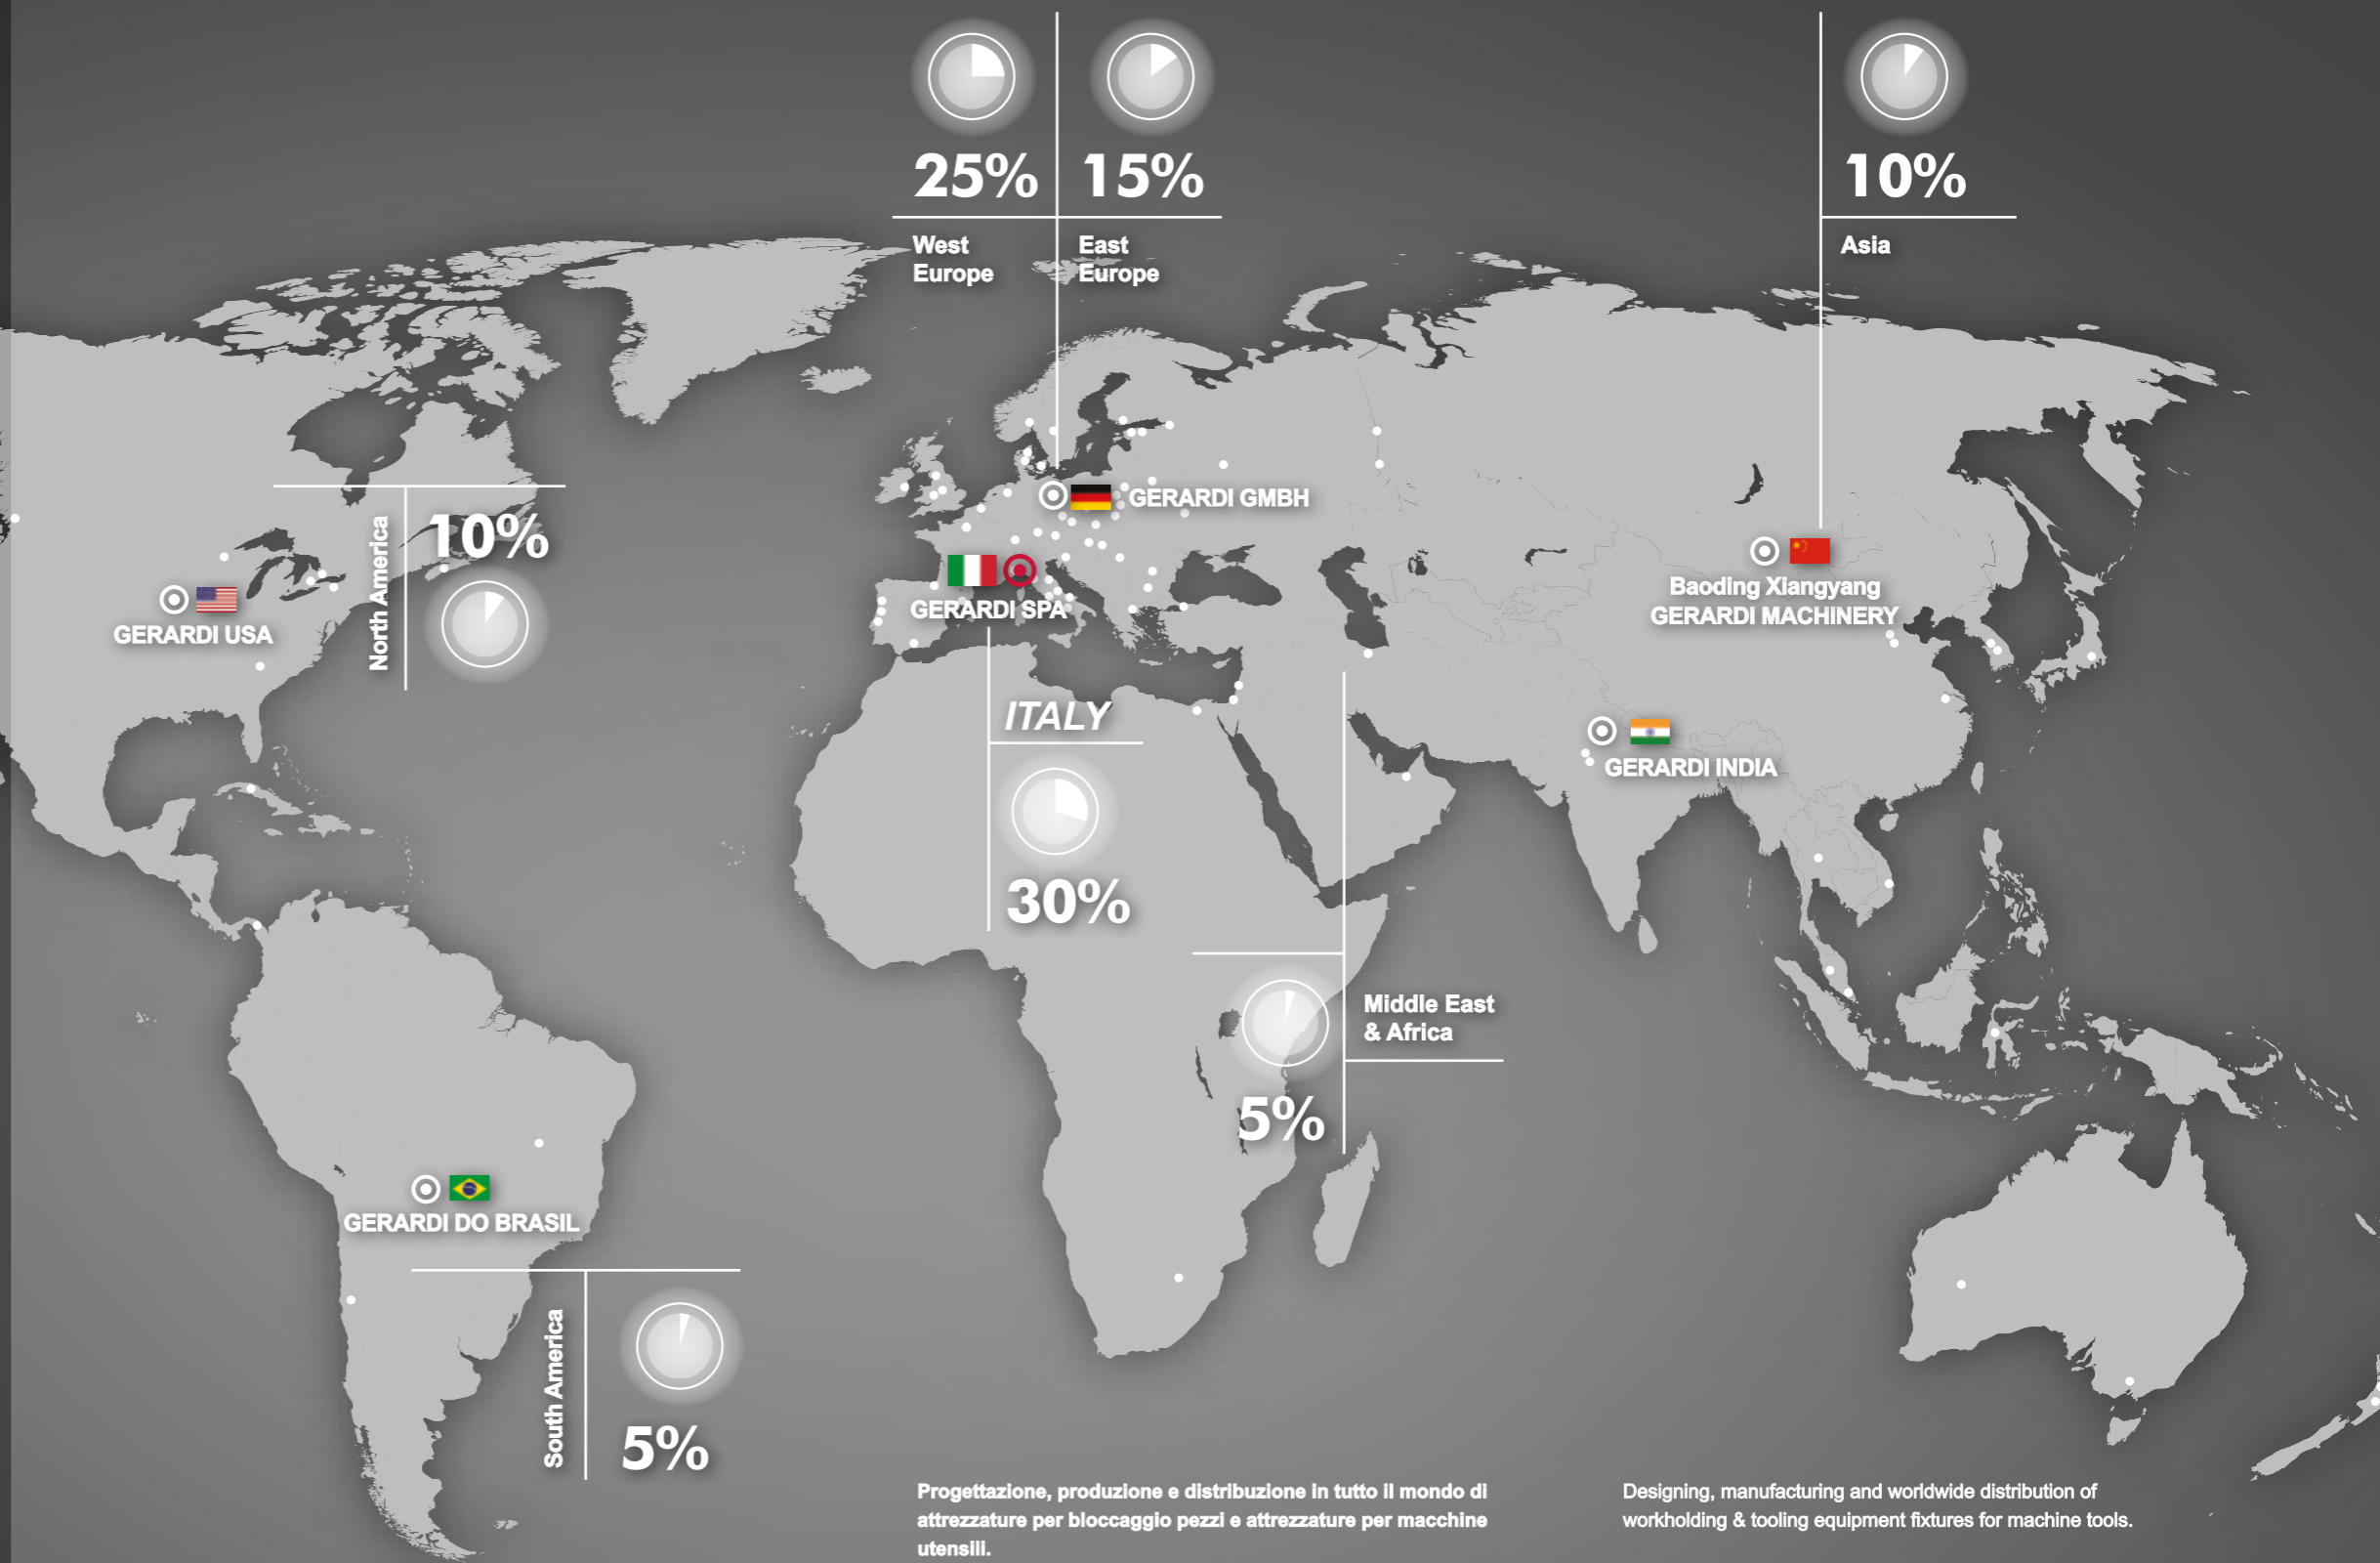 25%
15%
10%
West
Europe
East
Europe
Asia
GERARDI GMBH
North America
10%
Baoding Xiangyang
GERARDI MACHINERY
GERARDI SPA
GERARDI USA
ITALY
GERARDI INDIA
30%
Middle East
& Africa
5%
GERARDI DO BRASIL
South America
5%
Progettazione, produzione e distribuzione in tutto il mondo di
attrezzature per bloccaggio pezzi e attrezzature per macchine
utensili.
Designing, manufacturing and worldwide distribution of
workholding & tooling equipment fixtures for machine tools.